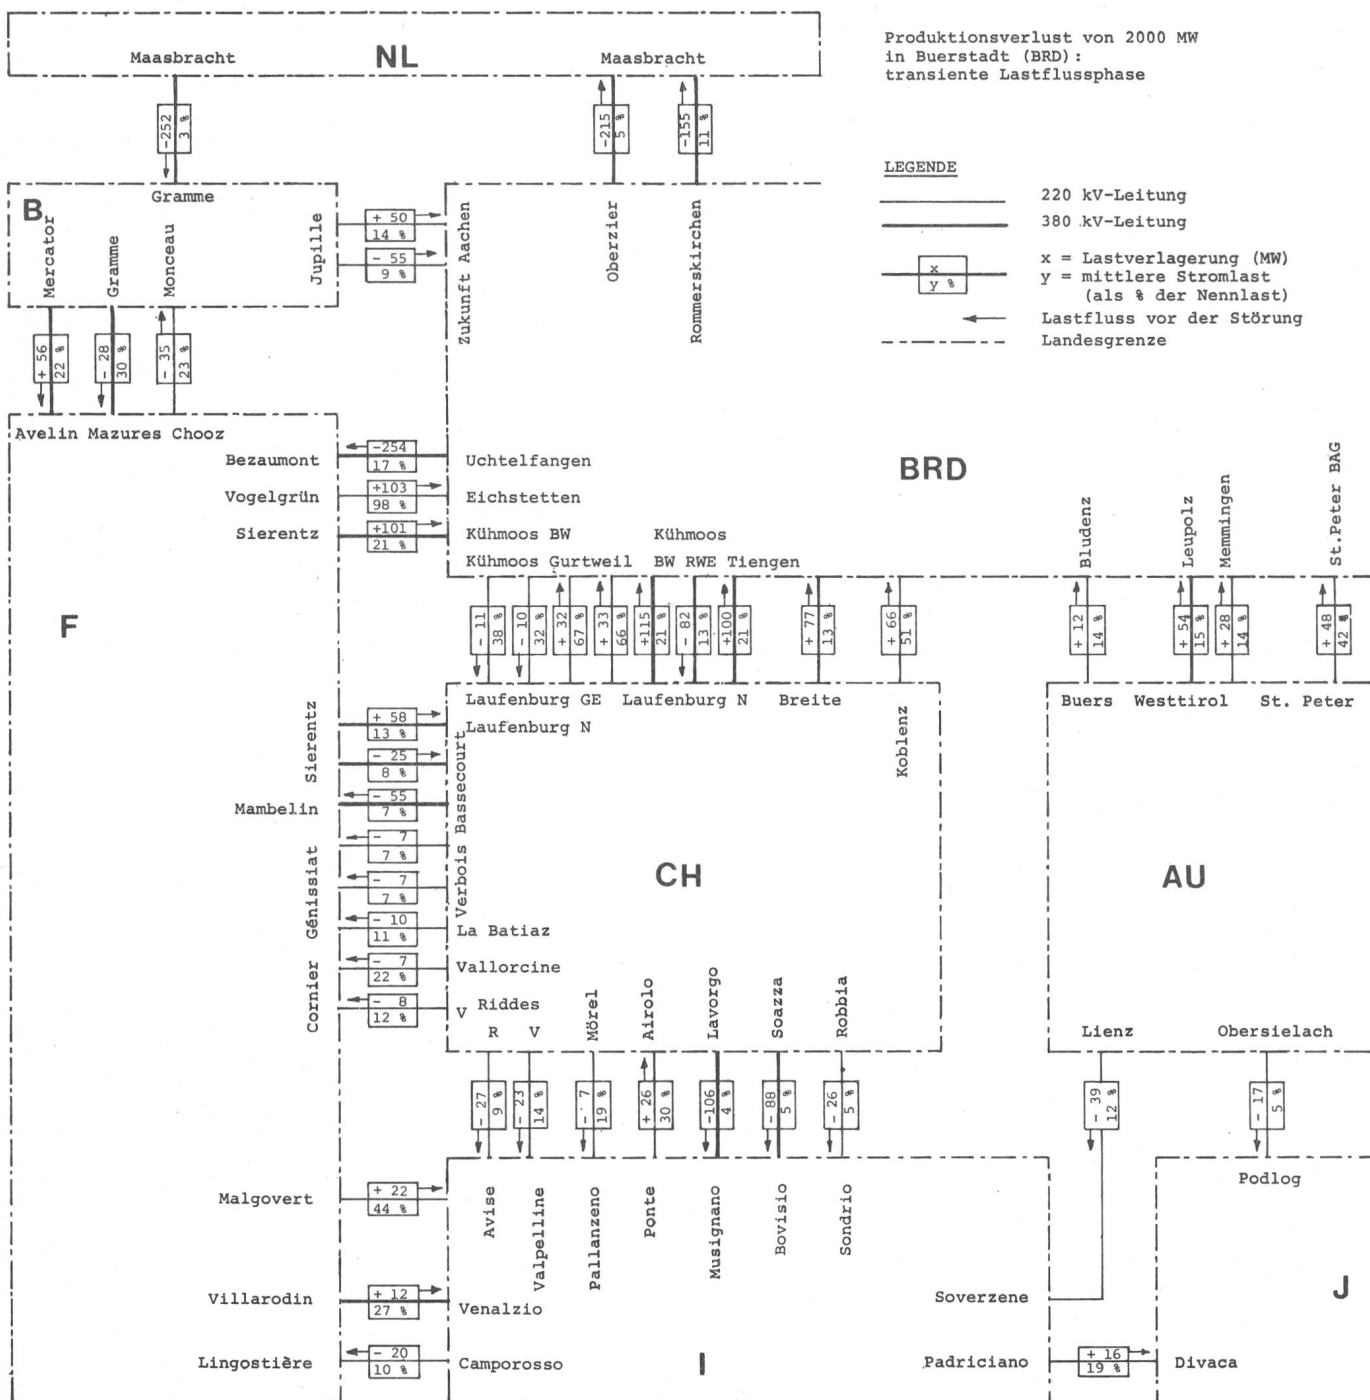 Produktionsverlust von 2000 MW
in Buerstadt (BRD) :
transiente Lastflussphase
Maasbracht
NL
Maasbracht
-252
3 %
-215
5 %
-155
11 %
LEGENDE
220 kV-Leitung
380 kV-Leitung
x
y %
x = Lastverlagerung (MW)
y = mittlere Stromlast
(als % der Nennlast)
Lastfluss vor der Störung
Landesgrenze
B
Gramme
Mercator
Gramme
Monceau
Jupille
+ 50
14 %
- 55
9 %
Zukunft Aachen
Oberzier
Rommerskirchen
+ 56
22 %
- 28
30 %
- 35
23 %
Avelin Mazures Chooz
Bezaumont
-254
17 %
Uchtelfangen
Vogelgrün
+103
98 %
Eichstetten
Sierentz
+101
21 %
Kühmoos BW
Kühmoos
Kühmoos Gurtweil
BW RWE Tiengen
BRD
Bludenz
Leupolz
Memmingen
St.Peter BAG
F
- 11
38 %
- 10
32 %
+ 32
67 %
+ 33
66 %
+115
21 %
- 82
13 %
+100
21 %
+ 77
13 %
+ 66
51 %
+ 12
14 %
+ 54
15 %
+ 28
14 %
+ 48
42 %
Laufenburg GE
Laufenburg N
Breite
Koblenz
Buers
Westtirol
St. Peter
Sierentz
+ 58
13 %
Laufenburg N
- 25
8 %
Bassecourt
Mambelin
- 55
7 %
Génissiat
- 7
7 %
- 7
7 %
Verbois
CH
AU
- 10
11 %
La Batiaz
Cornier
- 7
22 %
Vallorcine
- 8
12 %
V
Riddes
R
V
Mörel
Airolo
Lavorgo
Soazza
Robbia
Lienz
Obersielach
- 27
9 %
- 23
14 %
- 7
19 %
+ 26
30 %
-106
4 %
- 88
5 %
- 26
5 %
- 39
12 %
- 17
5 %
Malgovert
+ 22
44 %
Avise
Valpelline
Pallanzeno
Ponte
Musignano
Bovisio
Sondrio
Podlog
Villarodin
+ 12
27 %
Venalzio
Soverzene
J
Lingostière
- 20
10 %
Camporosso
I
Padriciano
+ 16
19 %
Divaca